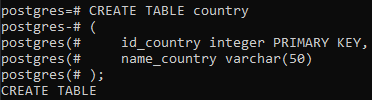 postgres=# CREATE TABLE country
postgres-# (
postgres(#     id_country integer PRIMARY KEY,
postgres(#     name_country varchar(50)
postgres(# );
CREATE TABLE